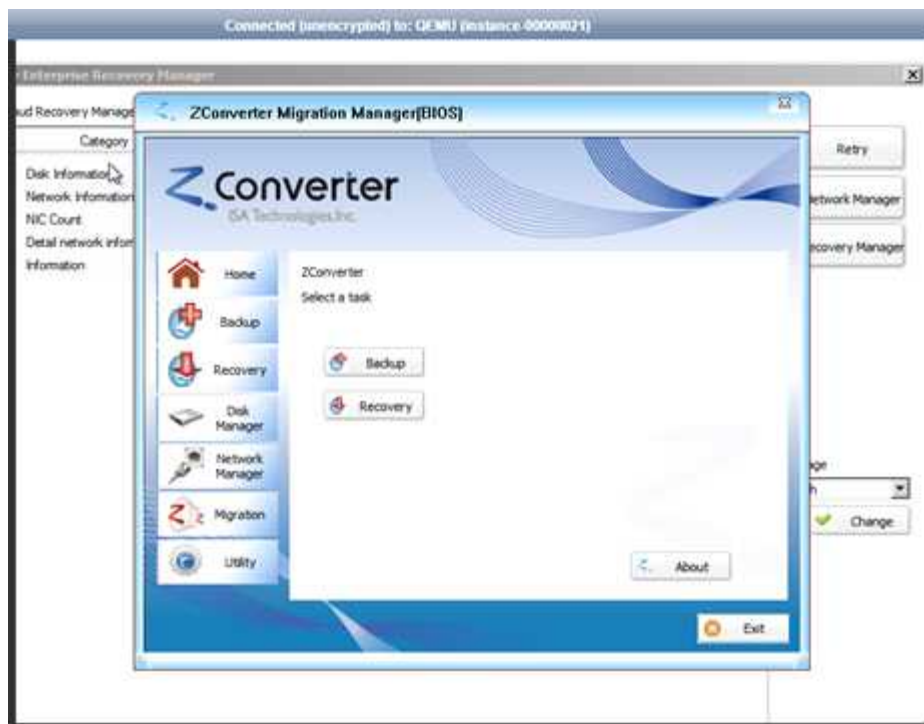 Connected (unencrypted) to: QEMU (instance-00000021)
Enterprise Recovery Manager
ud Recovery Manage
ZConverter Migration Manager(BIOS)
Category
Retry
Disk Information
Network Information
etwork Manager
NIC Count
Detail network infor
ecovery Manager
Information
Z Converter
ISA Technologies.Inc.
Home
ZConverter
Select a task
Backup
Backup
Recovery
Recovery
Disk
Manager
Network
Manager
ge
h
Migration
Change
Utility
About
Exit